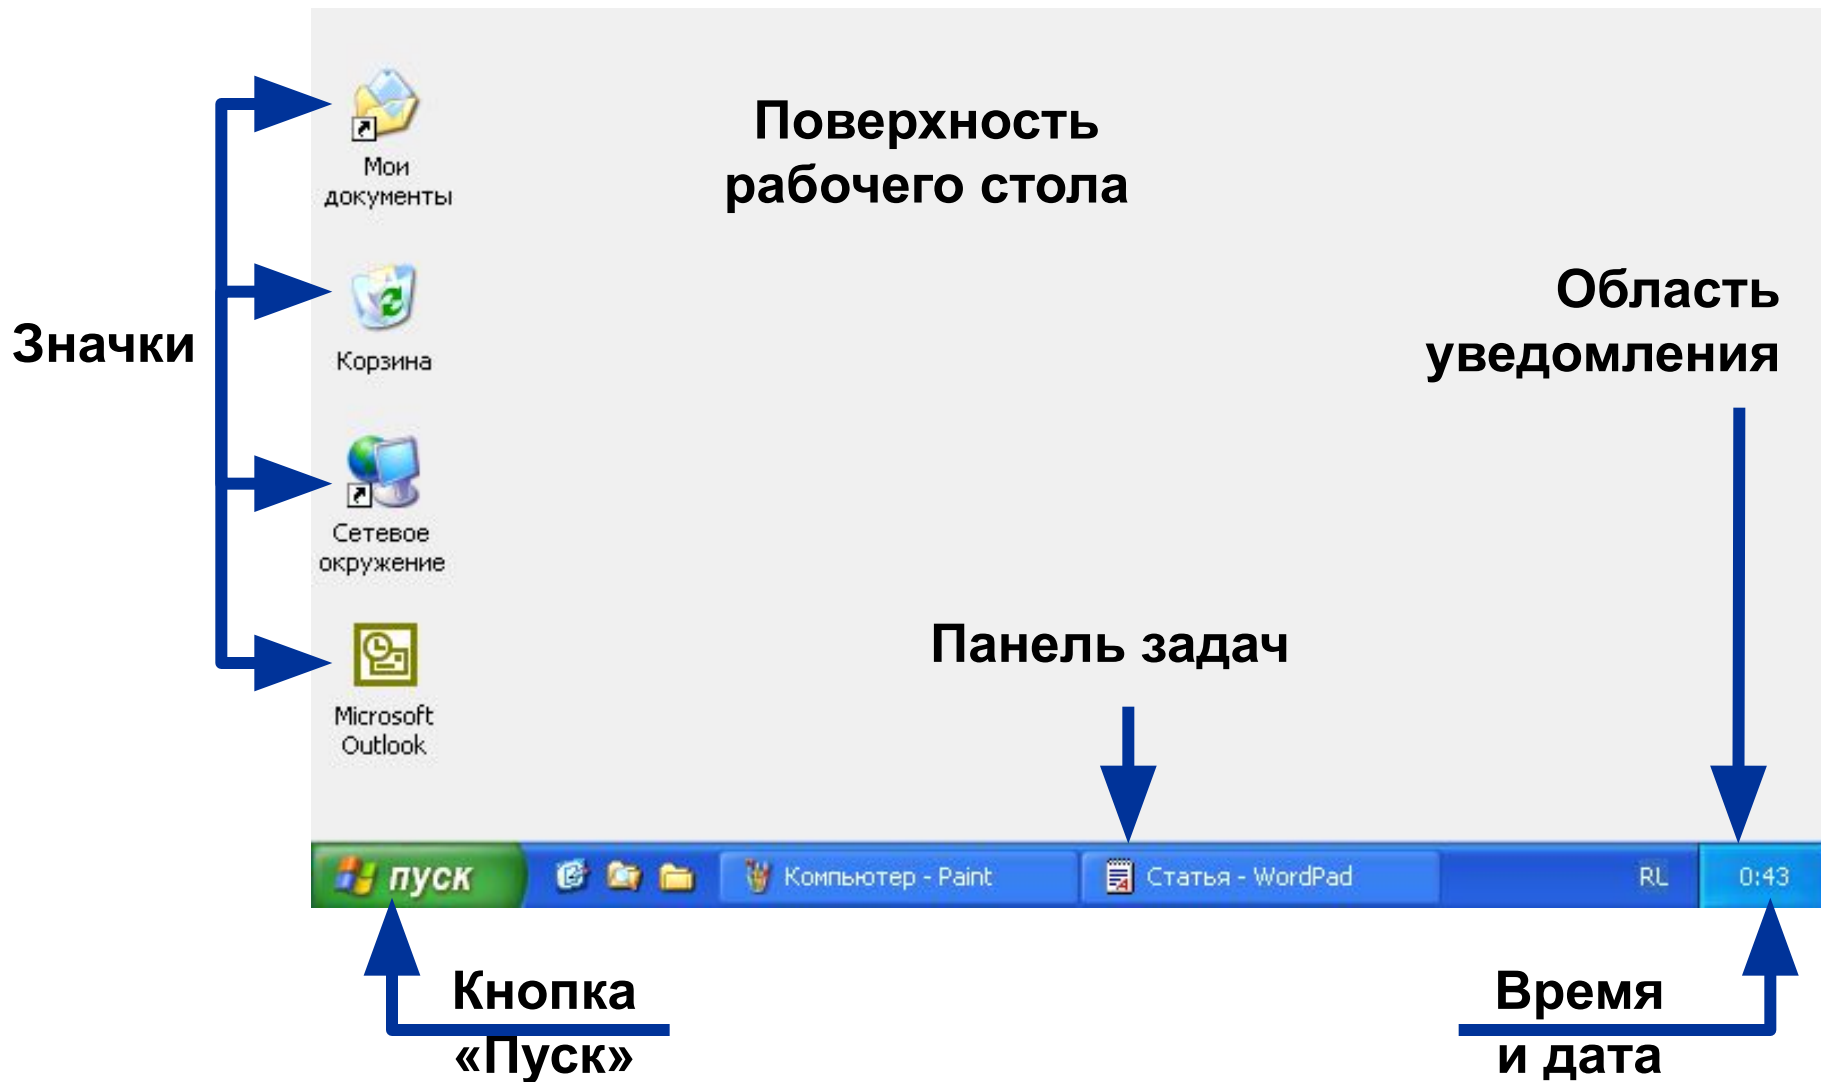 Поверхность
рабочего стола
Мои
документы
Область
уведомления
Значки
Корзина
Сетевое
окружение
Панель задач
Microsoft
Outlook
пуск
Компьютер - Paint
Статья - WordPad
RL
0:43
Кнопка
«Пуск»
Время
и дата